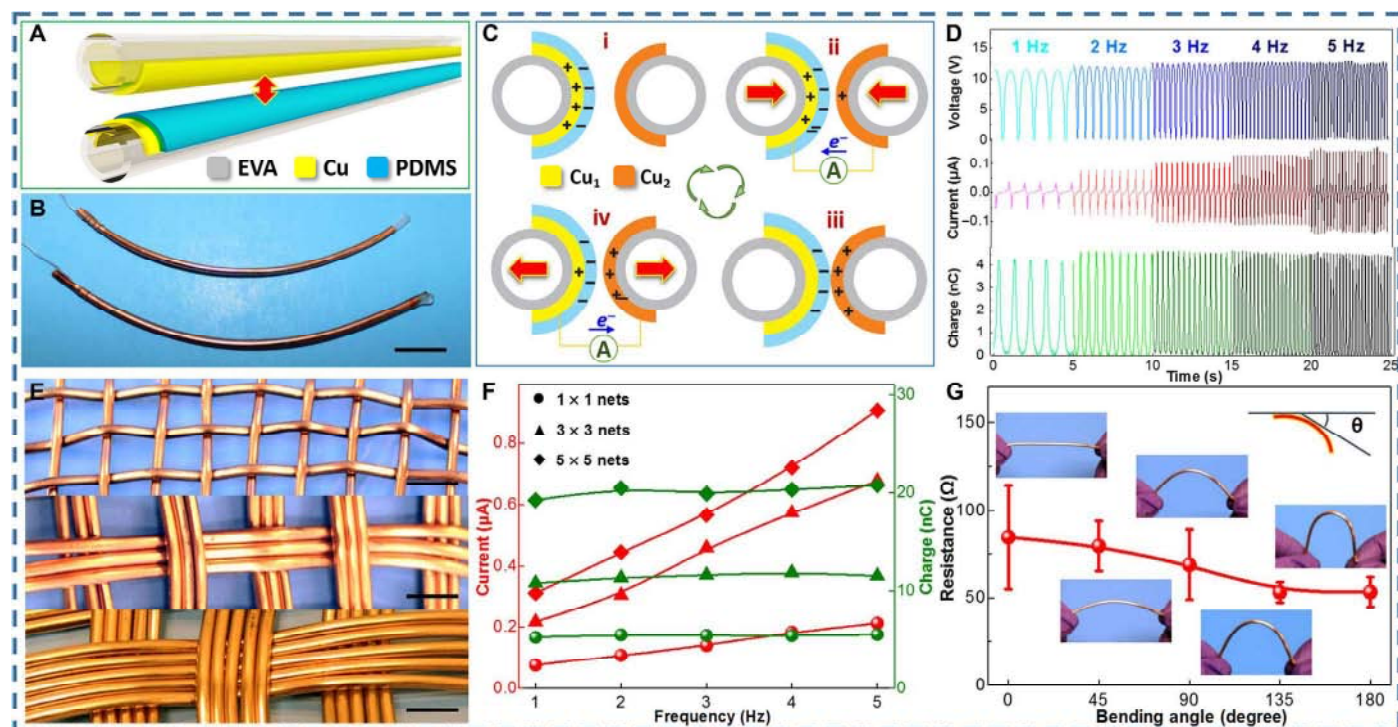 A
EVA Cu PDMS
B
C
i
ii
+ – + – + – + –
+ – + – + – +
e⁻
A
Cu₁ Cu₂
iv
iii
e⁻
A
D
1 Hz 2 Hz 3 Hz 4 Hz 5 Hz
Voltage (V)
15
10
5
0
Current (µA)
0.1
0.0
–0.1
Charge (nC)
4
3
2
1
0
0 5 10 15 20 25
Time (s)
E
F
1 × 1 nets
3 × 3 nets
5 × 5 nets
Current (µA)
0.8
0.6
0.4
0.2
0.0
Charge (nC)
30
20
10
0
1 2 3 4 5
Frequency (Hz)
G
θ
Resistance (Ω)
150
100
50
0
0 45 90 135 180
Bending angle (degree)